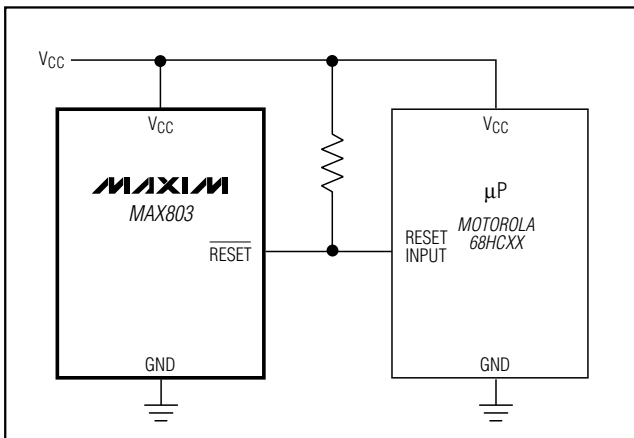 VCC
VCC
MAXIM
MAX803
RESET
GND
VCC
μP
MOTOROLA
68HCXX
RESET
INPUT
GND